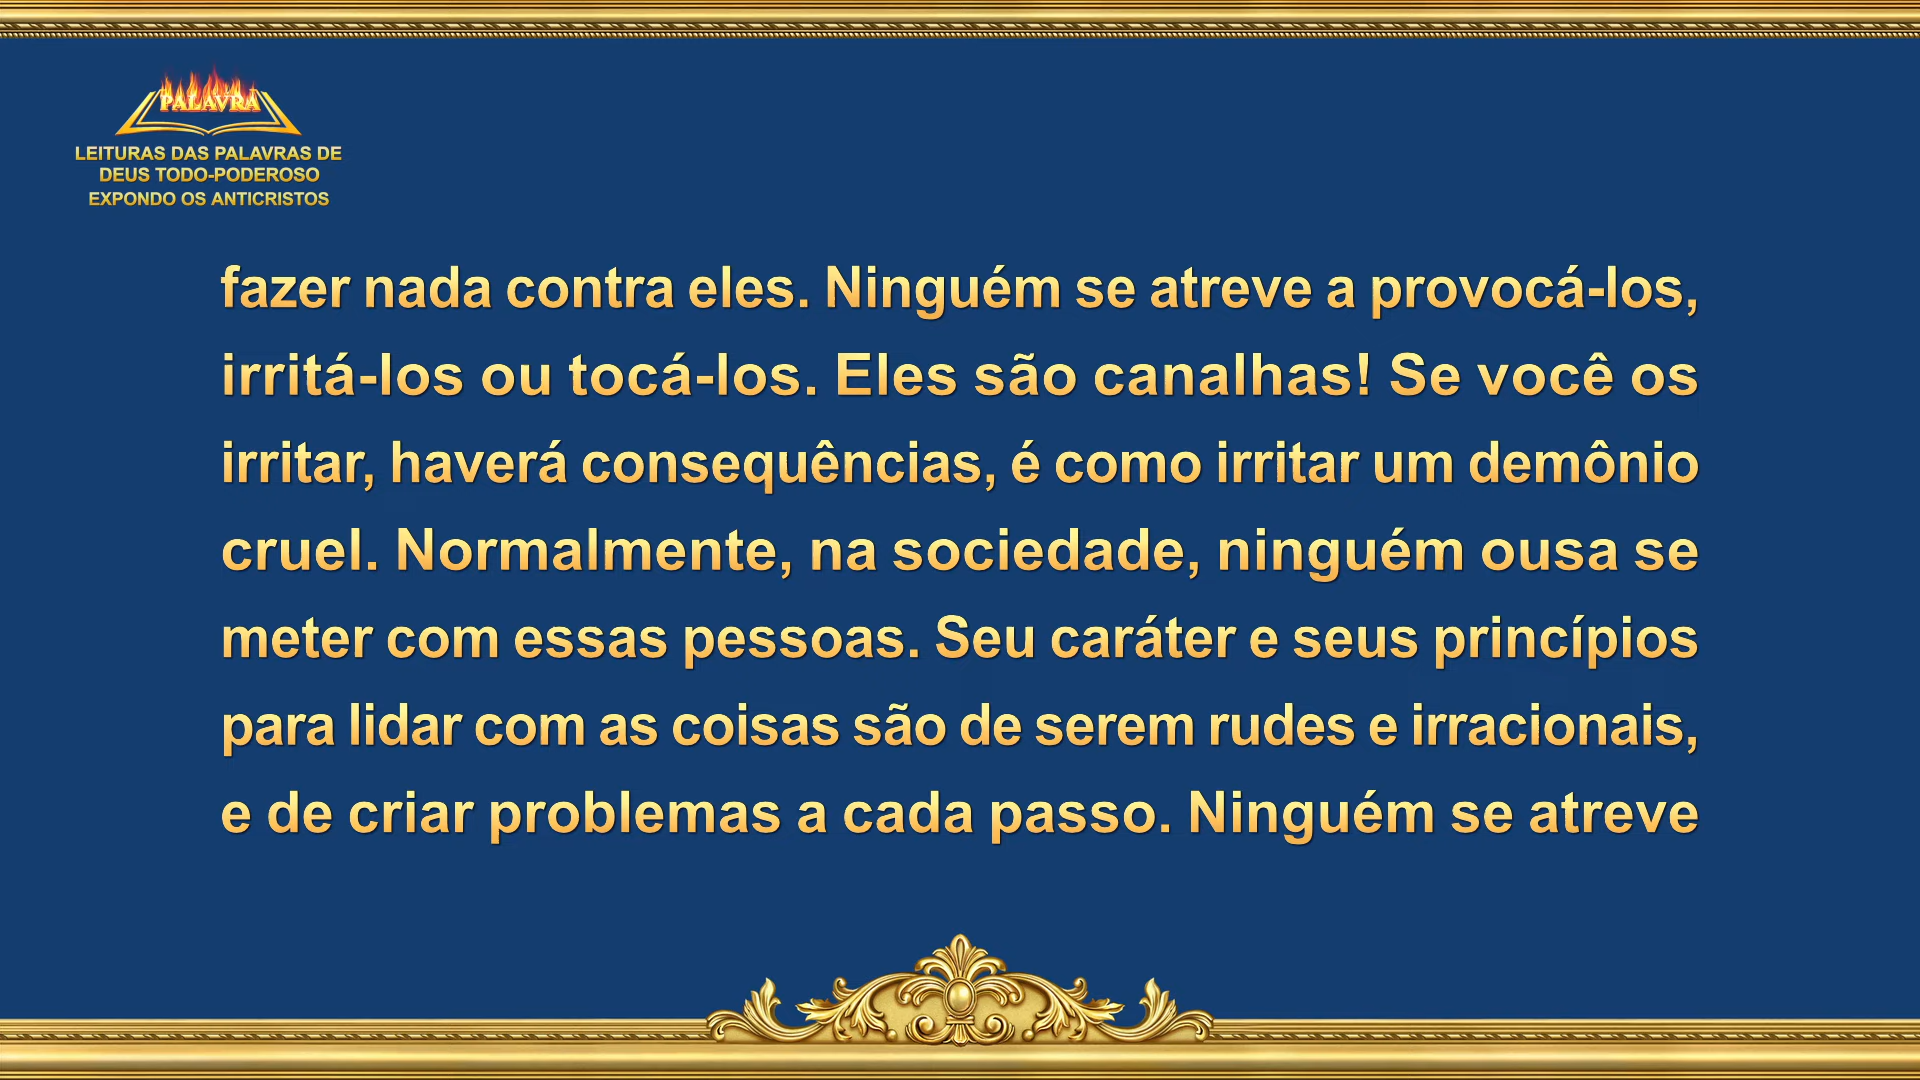 PALAVRA
LEITURAS DAS PALAVRAS DE
DEUS TODO-PODEROSO
EXPONDO OS ANTICRISTOS
fazer nada contra eles. Ninguém se atreve a provocá-los,
irritá-los ou tocá-los. Eles são canalhas! Se você os
irritar, haverá consequências, é como irritar um demônio
cruel. Normalmente, na sociedade, ninguém ousa se
meter com essas pessoas. Seu caráter e seus princípios
para lidar com as coisas são de serem rudes e irracionais,
e de criar problemas a cada passo. Ninguém se atreve